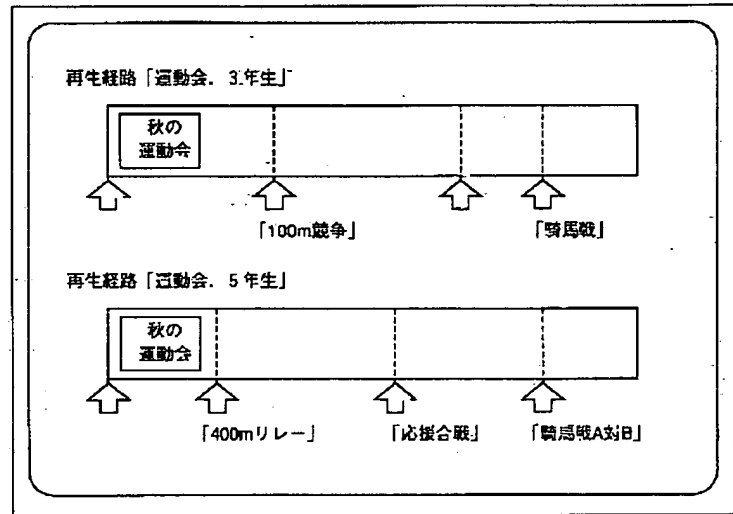 再生経路「運動会．3年生」
秋の
運動会
「100m競争」
「騎馬戦」
再生経路「運動会．5年生」
秋の
運動会
「400mリレー」
「応援合戦」
「騎馬戦A対B」